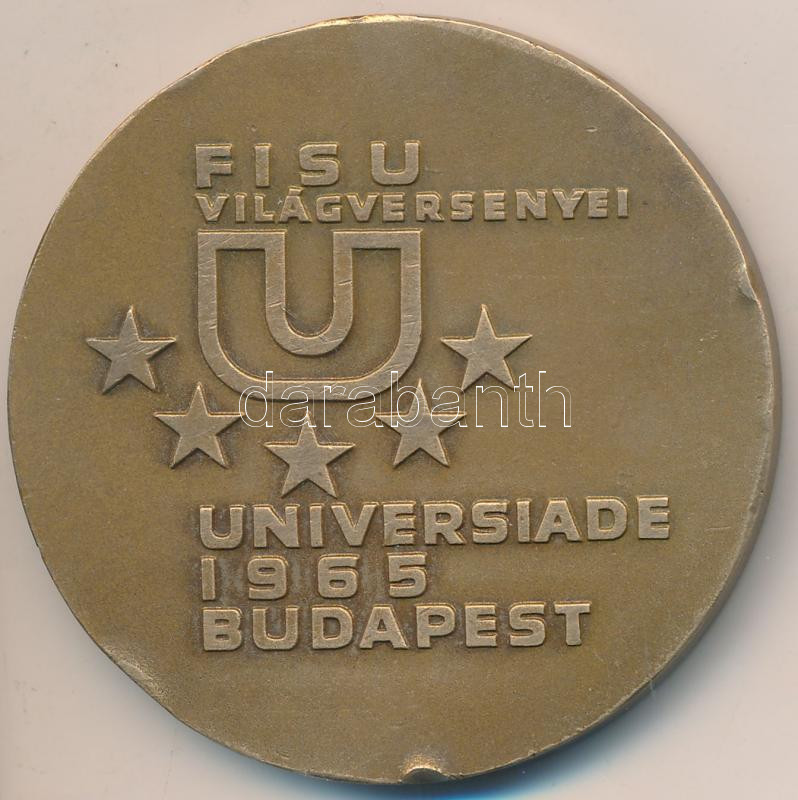 FISU
VILÁGVERSENYEI
U
darabanth
UNIVERSIADE
1965
BUDAPEST